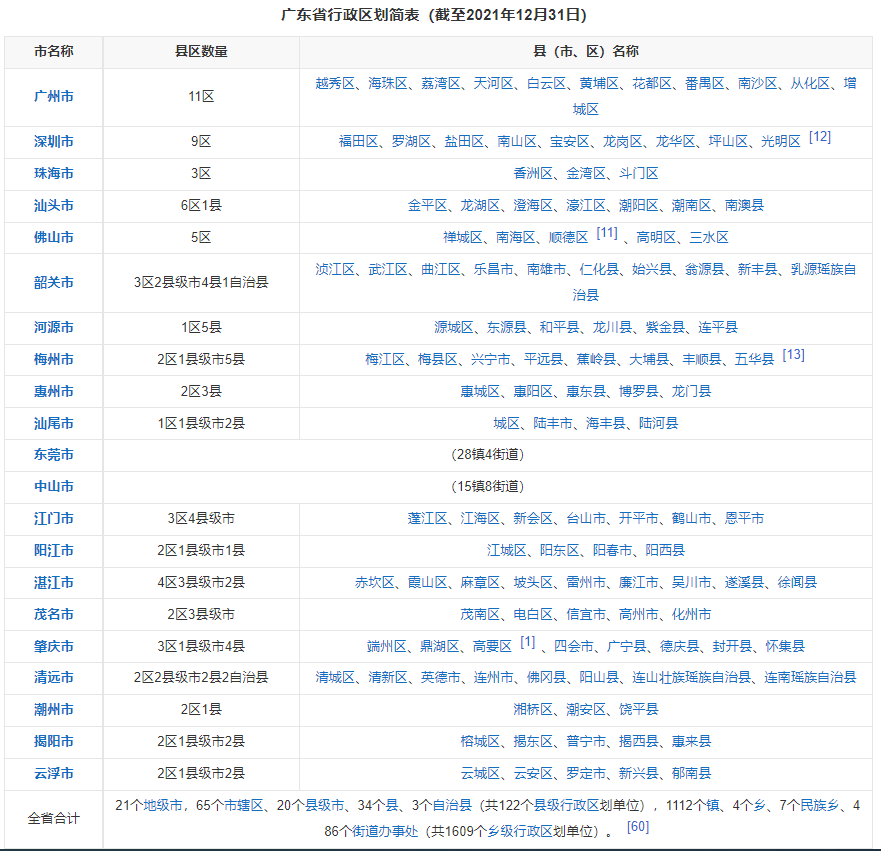 广东省行政区划简表（截至2021年12月31日）
市名称 县区数量 县（市、区）名称
广州市 11区 越秀区、海珠区、荔湾区、天河区、白云区、黄埔区、花都区、番禺区、南沙区、从化区、增
城区
深圳市 9区 福田区、罗湖区、盐田区、南山区、宝安区、龙岗区、龙华区、坪山区、光明区 [12]
珠海市 3区 香洲区、金湾区、斗门区
汕头市 6区1县 金平区、龙湖区、澄海区、濠江区、潮阳区、潮南区、南澳县
佛山市 5区 禅城区、南海区、顺德区 [11] 、高明区、三水区
韶关市 3区2县级市4县1自治县 浈江区、武江区、曲江区、乐昌市、南雄市、仁化县、始兴县、翁源县、新丰县、乳源瑶族自
治县
河源市 1区5县 源城区、东源县、和平县、龙川县、紫金县、连平县
梅州市 2区1县级市5县 梅江区、梅县区、兴宁市、平远县、蕉岭县、大埔县、丰顺县、五华县 [13]
惠州市 2区3县 惠城区、惠阳区、惠东县、博罗县、龙门县
汕尾市 1区1县级市2县 城区、陆丰市、海丰县、陆河县
东莞市 （28镇4街道）
中山市 （15镇8街道）
江门市 3区4县级市 蓬江区、江海区、新会区、台山市、开平市、鹤山市、恩平市
阳江市 2区1县级市1县 江城区、阳东区、阳春市、阳西县
湛江市 4区3县级市2县 赤坎区、霞山区、麻章区、坡头区、雷州市、廉江市、吴川市、遂溪县、徐闻县
茂名市 2区3县级市 茂南区、电白区、信宜市、高州市、化州市
肇庆市 3区1县级市4县 端州区、鼎湖区、高要区 [1] 、四会市、广宁县、德庆县、封开县、怀集县
清远市 2区2县级市2县2自治县 清城区、清新区、英德市、连州市、佛冈县、阳山县、连山壮族瑶族自治县、连南瑶族自治县
潮州市 2区1县 湘桥区、潮安区、饶平县
揭阳市 2区1县级市2县 榕城区、揭东区、普宁市、揭西县、惠来县
云浮市 2区1县级市2县 云城区、云安区、罗定市、新兴县、郁南县
全省合计 21个地级市，65个市辖区、20个县级市、34个县、3个自治县（共122个县级行政区划单位），1112个镇、4个乡、7个民族乡、4
86个街道办事处（共1609个乡级行政区划单位）。 [60]